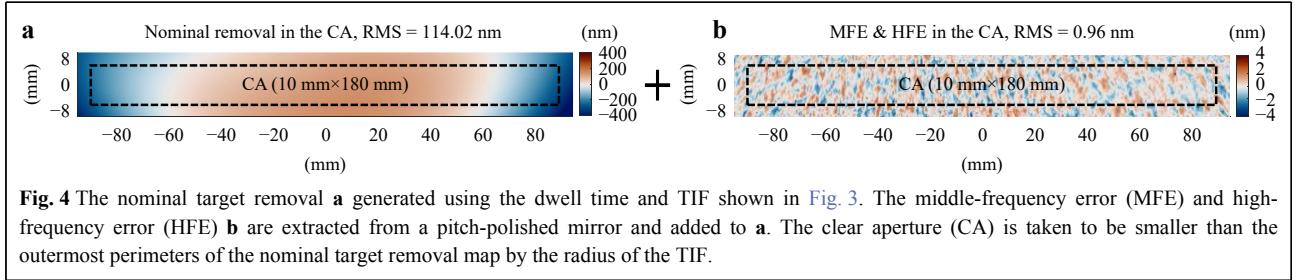 a
Nominal removal in the CA, RMS = 114.02 nm
(nm)
8
0
−8
(mm)
CA (10 mm×180 mm)
400
200
0
−200
−400
−80 −60 −40 −20 0 20 40 60 80
(mm)
+
b
MFE & HFE in the CA, RMS = 0.96 nm
(nm)
8
0
−8
(mm)
CA (10 mm×180 mm)
4
2
0
−2
−4
−80 −60 −40 −20 0 20 40 60 80
(mm)
Fig. 4 The nominal target removal a generated using the dwell time and TIF shown in Fig. 3. The middle-frequency error (MFE) and high-
frequency error (HFE) b are extracted from a pitch-polished mirror and added to a. The clear aperture (CA) is taken to be smaller than the
outermost perimeters of the nominal target removal map by the radius of the TIF.